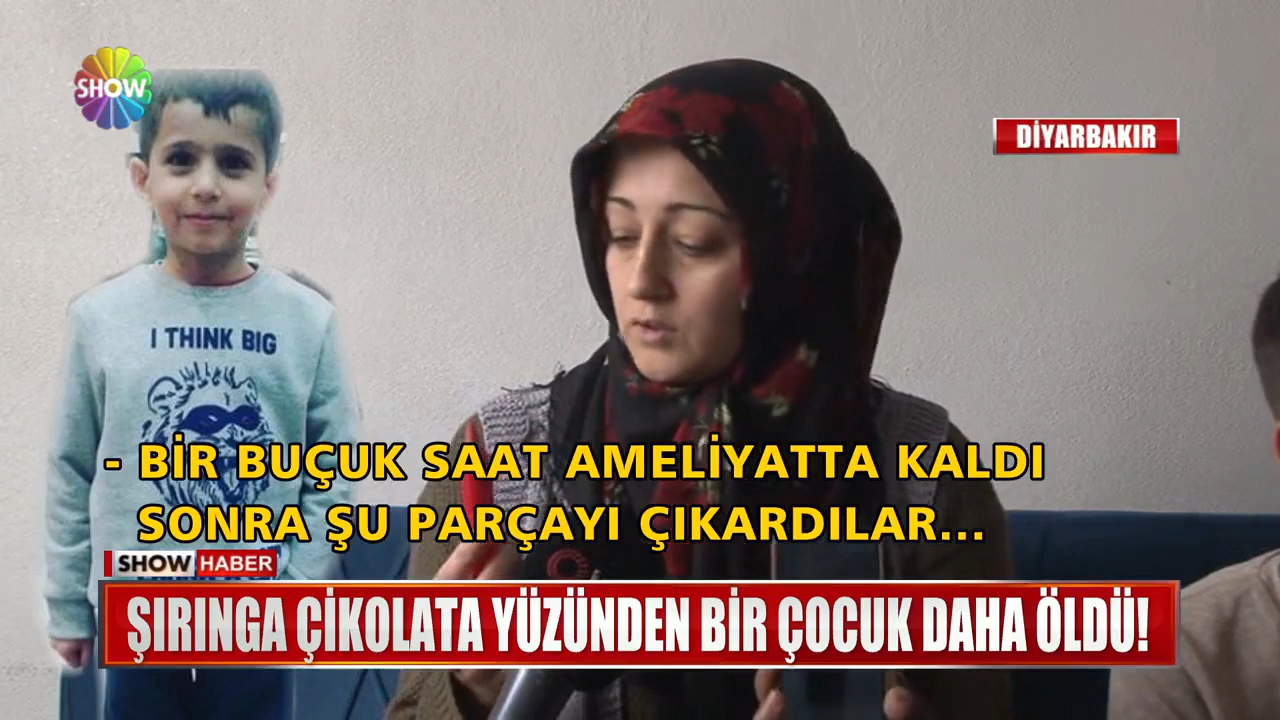 SHOW
DİYARBAKIR
I THINK BIG
- BİR BUÇUK SAAT AMELİYATTA KALDI
SONRA ŞU PARÇAYI ÇIKARDILAR...
SHOW HABER
ŞIRINGA ÇİKOLATA YÜZÜNDEN BİR ÇOCUK DAHA ÖLDÜ!